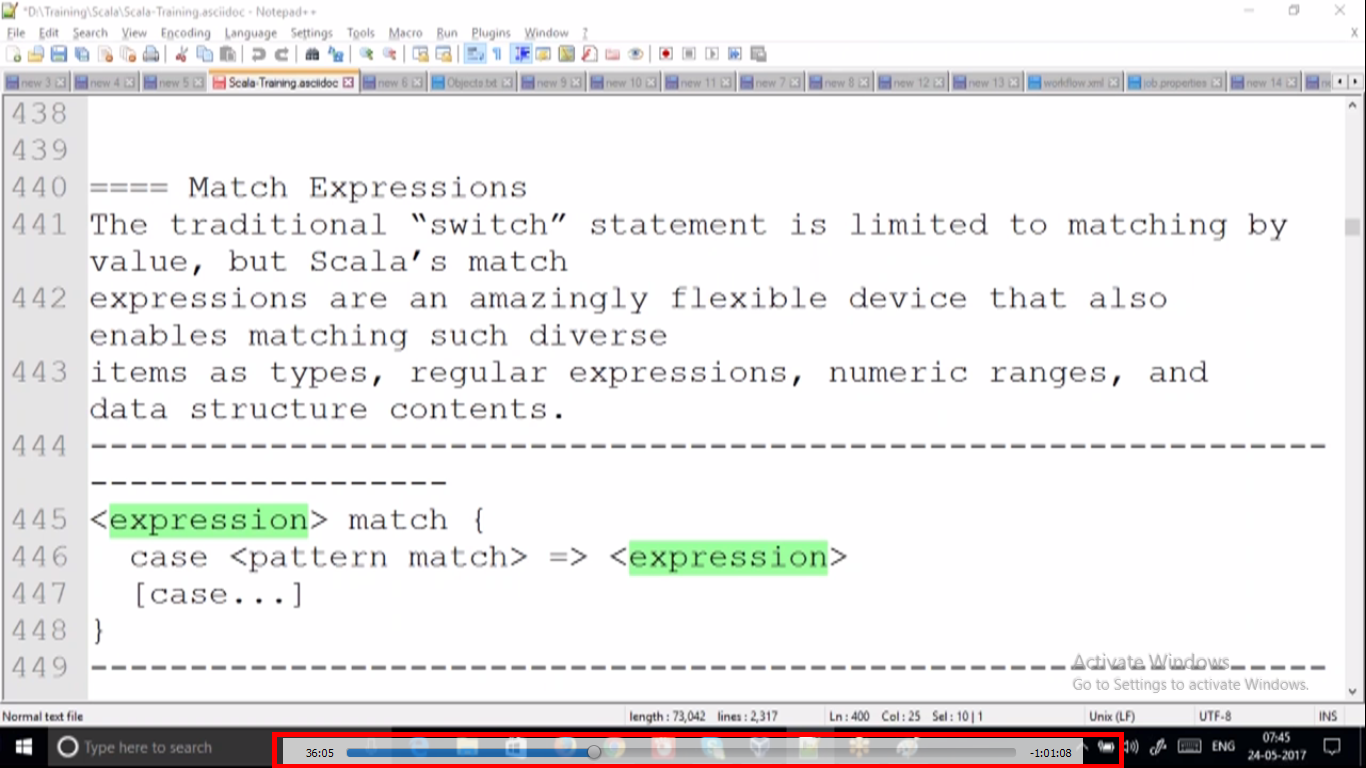 *D:\Training\Scala\Scala-Training.asciidoc - Notepad++
File Edit Search View Encoding Language Settings Tools Macro Run Plugins Window ? X
new 3 new 4 new 5 Scala-Training.asciidoc new 6 Objects.txt new 9 new 10 new 11 new 7 new 8 new 12 new 13 workflow.xml job.properties new 14
438
439
440 ==== Match Expressions
441 The traditional “switch” statement is limited to matching by
value, but Scala’s match
442 expressions are an amazingly flexible device that also
enables matching such diverse
443 items as types, regular expressions, numeric ranges, and
data structure contents.
444 --------------------------------------------------------------
------------------
445 <expression> match {
446 case <pattern match> => <expression>
447 [case...]
448 }
449 --------------------------------------------------------------
Activate Windows
Go to Settings to activate Windows.
Normal text file length : 73,042 lines : 2,317 Ln : 400 Col : 25 Sel : 10 | 1 Unix (LF) UTF-8 INS
Type here to search 36:05 -1:01:08 ENG 07:45
24-05-2017